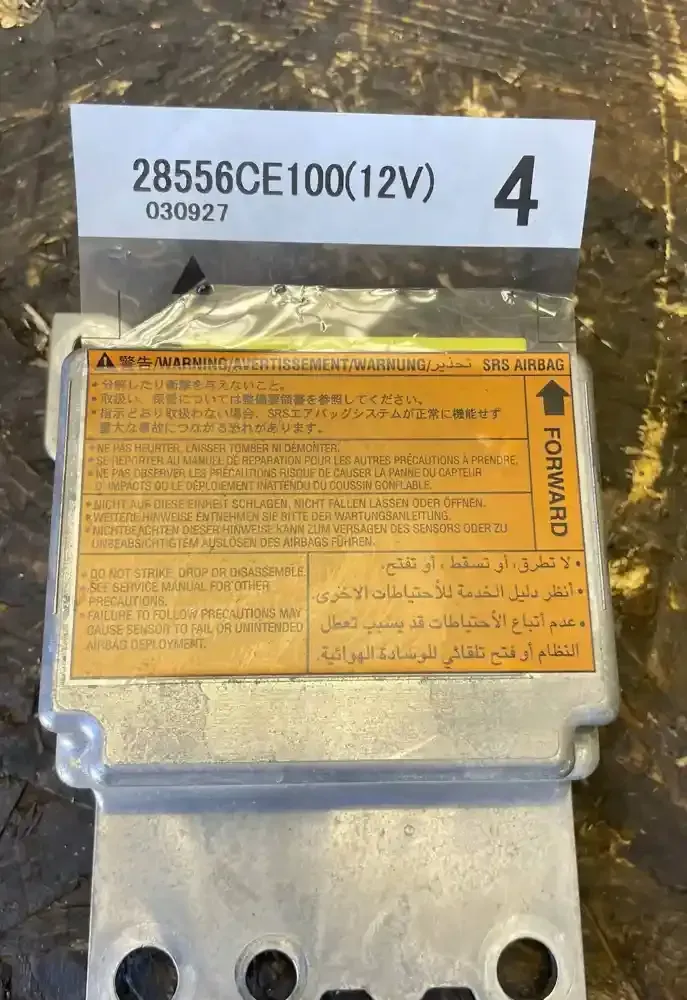 28556CE100(12V)
4
030927
警告/WARNING/AVERTISSEMENT/WARNUNG/تحذير SRS AIRBAG
• 分解したり衝撃を与えないこと。
• 取扱い、保管については整備要領書を参照してください。
• 指示どおり取扱わない場合、SRSエアバッグシステムが正常に機能せず
重大な事故につながる恐れがあります。
FORWARD
• NE PAS HEURTER, LAISSER TOMBER NI DEMONTER.
• SE REPORTER AU MANUEL DE REPARATION POUR LES AUTRES PRÉCAUTIONS À PRENDRE.
• NE PAS OBSERVER LES PRÉCAUTIONS RISQUE DE CAUSER LA PANNE DU CAPTEUR
D'IMPACTS OU LE DÉPLOIEMENT INATTENDU DU COUSSIN GONFLABLE.
• NICHT AUF DIESE EINHEIT SCHLAGEN, NICHT FALLEN LASSEN ODER ÖFFNEN.
• WEITERE HINWEISE ENTNEHMEN SIE BITTE DER WARTUNGSANLEITUNG.
• NICHTBEACHTEN DIESER HINWEISE KANN ZUM VERSAGEN DES SENSORS ODER ZU
UNBEABSICHTIGTEM AUSLÖSEN DES AIRBAGS FÜHREN.
• DO NOT STRIKE, DROP OR DISASSEMBLE.
• SEE SERVICE MANUAL FOR OTHER
PRECAUTIONS.
• FAILURE TO FOLLOW PRECAUTIONS MAY
CAUSE SENSOR TO FAIL OR UNINTENDED
AIRBAG DEPLOYMENT.
• لا تطرق، أو تسقط ، أو تفتح.
• أنظر دليل الخدمة للأحتياطات الاخرى.
• عدم أتباع الأحتياطات قد يسبب تعطل
النظام أو فتح تلقائي للوسادة الهوائية.